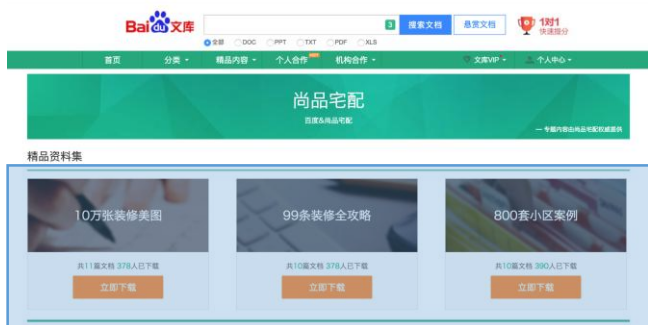 Bai du 文库
3 搜索文档 悬赏文档 1对1 快速提分
全部 DOC PPT TXT PDF XLS
首页 分类 精品内容 个人合作 机构合作 文库VIP 个人中心
尚品宅配
百度&尚品宅配
— 专题内容由尚品宅配权威提供
精品资料集
10万张装修美图 99条装修全攻略 800套小区案例
共11篇文档 378人已下载 共10篇文档 378人已下载 共10篇文档 390人已下载
立即下载 立即下载 立即下载